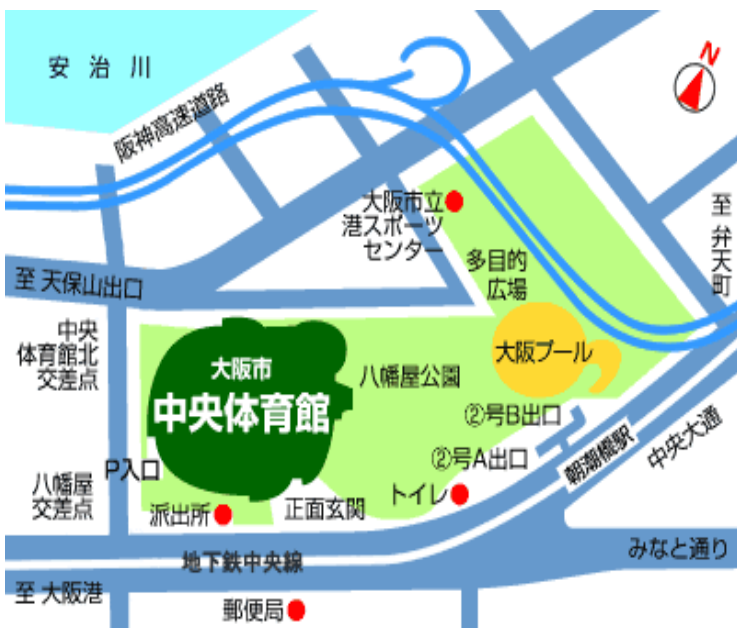 安治川
N
阪神高速道路
大阪市立
港スポーツ
センター
至弁天町
多目的
広場
至 天保山出口
中央
体育館北
交差点
大阪市
中央体育館
八幡屋公園
大阪プール
②号B出口
②号A出口
朝潮橋駅
中央大通
P入口
八幡屋
交差点
派出所
正面玄関
トイレ
地下鉄中央線
みなと通り
至 大阪港
郵便局